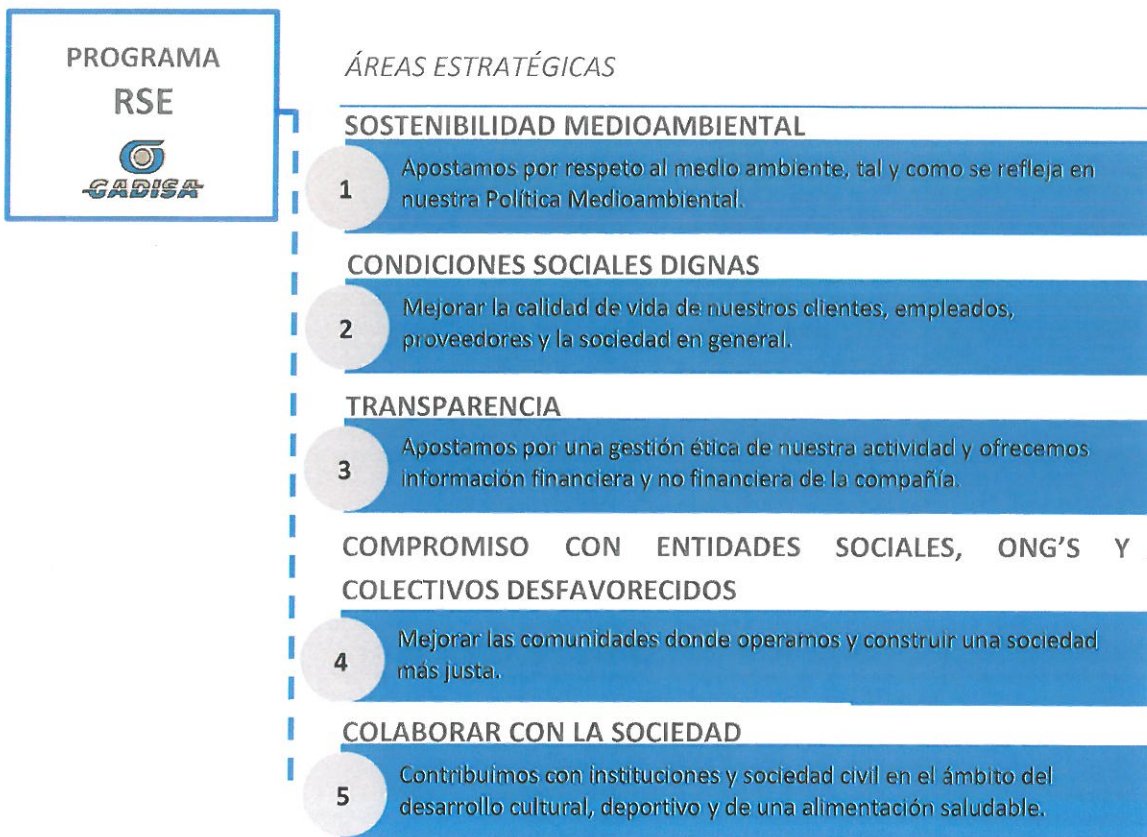 PROGRAMA
RSE
GADISA
ÁREAS ESTRATÉGICAS
SOSTENIBILIDAD MEDIOAMBIENTAL
1
Apostamos por respeto al medio ambiente, tal y como se refleja en
nuestra Política Medioambiental.
CONDICIONES SOCIALES DIGNAS
2
Mejorar la calidad de vida de nuestros clientes, empleados,
proveedores y la sociedad en general.
TRANSPARENCIA
3
Apostamos por una gestión ética de nuestra actividad y ofrecemos
información financiera y no financiera de la compañía.
COMPROMISO CON ENTIDADES SOCIALES, ONG'S Y
COLECTIVOS DESFAVORECIDOS
4
Mejorar las comunidades donde operamos y construir una sociedad
más justa.
COLABORAR CON LA SOCIEDAD
5
Contribuimos con instituciones y sociedad civil en el ámbito del
desarrollo cultural, deportivo y de una alimentación saludable.